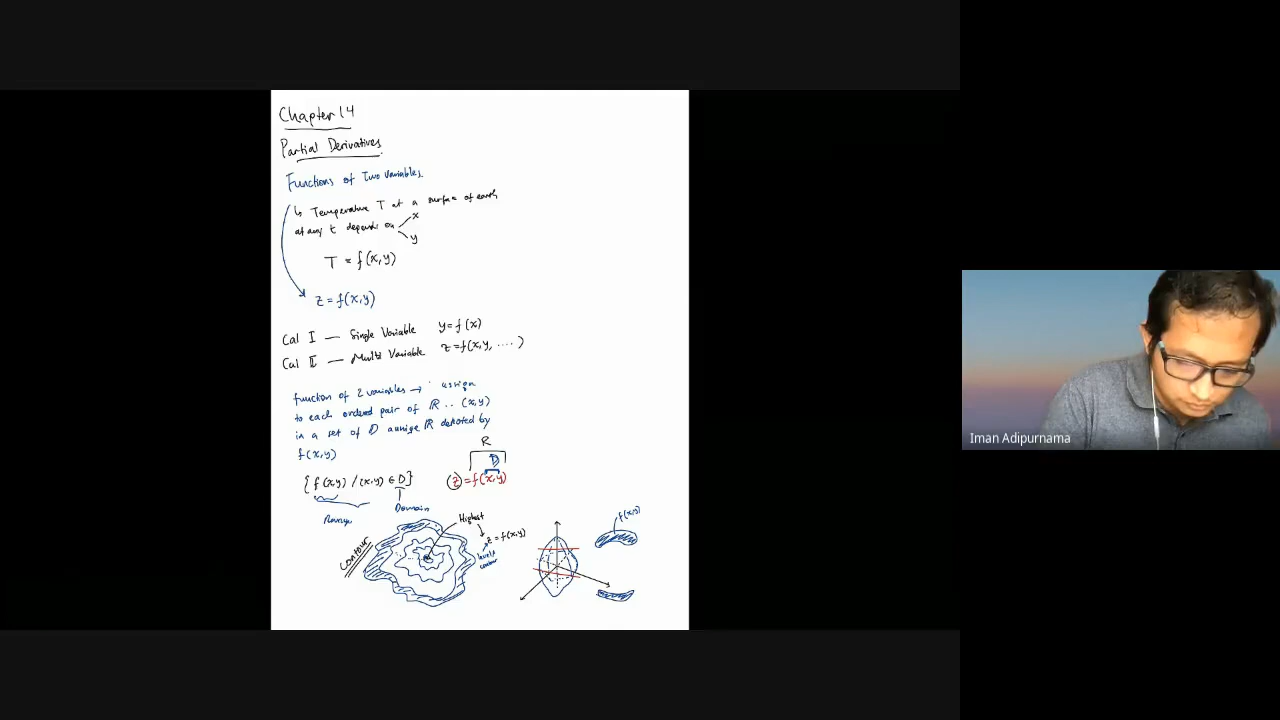 Chapter 14
Partial Derivatives
Functions of Two Variables
↳ Temperature T at a surface of earth
at any t depends on x
y
T = f(x,y)
z = f(x,y)
Cal I — Single Variable y=f(x)
Cal II — Multi Variable z=f(x,y, ....)
function of 2 variables → assign
to each ordered pair of ℝ .. (x,y)
in a set of D ℝ denoted by
f(x,y)
R
D
{f(x,y) / (x,y) ∈ D} z = f(x,y)
Domain
Range
Highest
f(x,y)
z = f(x,y)
contour
levels
contour
Iman Adipurnama